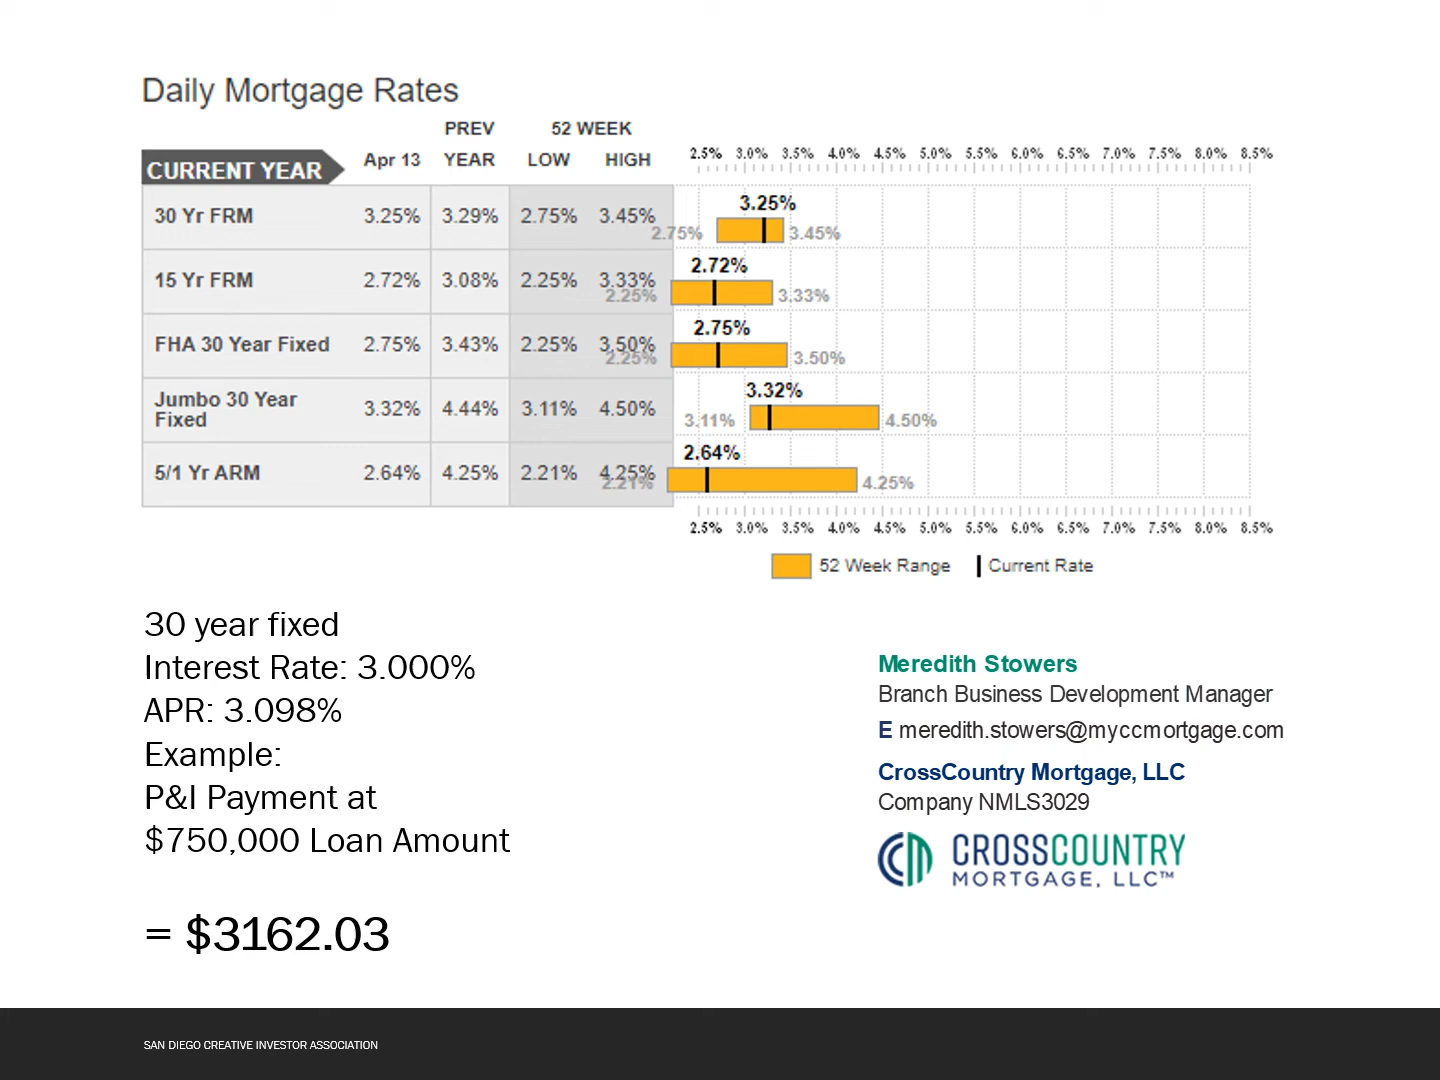 Daily Mortgage Rates
PREV 52 WEEK
CURRENT YEAR Apr 13 YEAR LOW HIGH
2.5% 3.0% 3.5% 4.0% 4.5% 5.0% 5.5% 6.0% 6.5% 7.0% 7.5% 8.0% 8.5%
30 Yr FRM 3.25% 3.29% 2.75% 3.45%
3.25%
2.75% 3.45%
15 Yr FRM 2.72% 3.08% 2.25% 3.33%
2.72%
2.25% 3.33%
FHA 30 Year Fixed 2.75% 3.43% 2.25% 3.50%
2.75%
2.25% 3.50%
Jumbo 30 Year
Fixed
3.32% 4.44% 3.11% 4.50%
3.32%
3.11% 4.50%
5/1 Yr ARM 2.64% 4.25% 2.21% 4.25%
2.64%
2.21% 4.25%
2.5% 3.0% 3.5% 4.0% 4.5% 5.0% 5.5% 6.0% 6.5% 7.0% 7.5% 8.0% 8.5%
52 Week Range Current Rate
30 year fixed
Interest Rate: 3.000%
APR: 3.098%
Example:
P&I Payment at
$750,000 Loan Amount
= $3162.03
Meredith Stowers
Branch Business Development Manager
E meredith.stowers@myccmortgage.com
CrossCountry Mortgage, LLC
Company NMLS3029
CROSSCOUNTRY
MORTGAGE, LLC™
SAN DIEGO CREATIVE INVESTOR ASSOCIATION